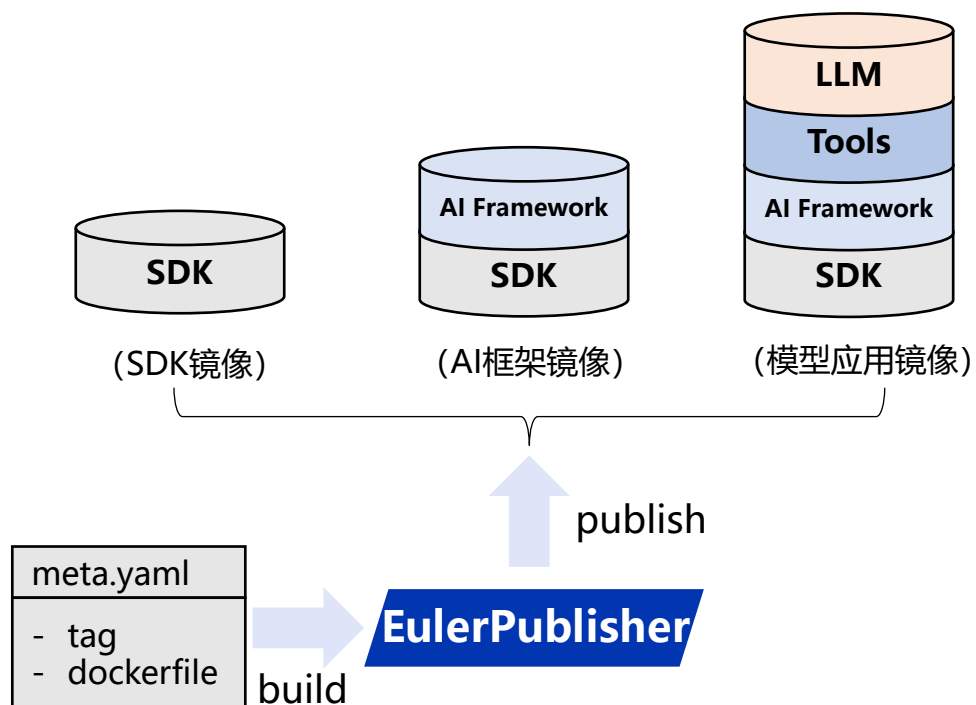 LLM
Tools
AI Framework
SDK
AI Framework
SDK
SDK
（SDK镜像）
（AI框架镜像）
（模型应用镜像）
publish
meta.yaml
- tag
- dockerfile
build
EulerPublisher